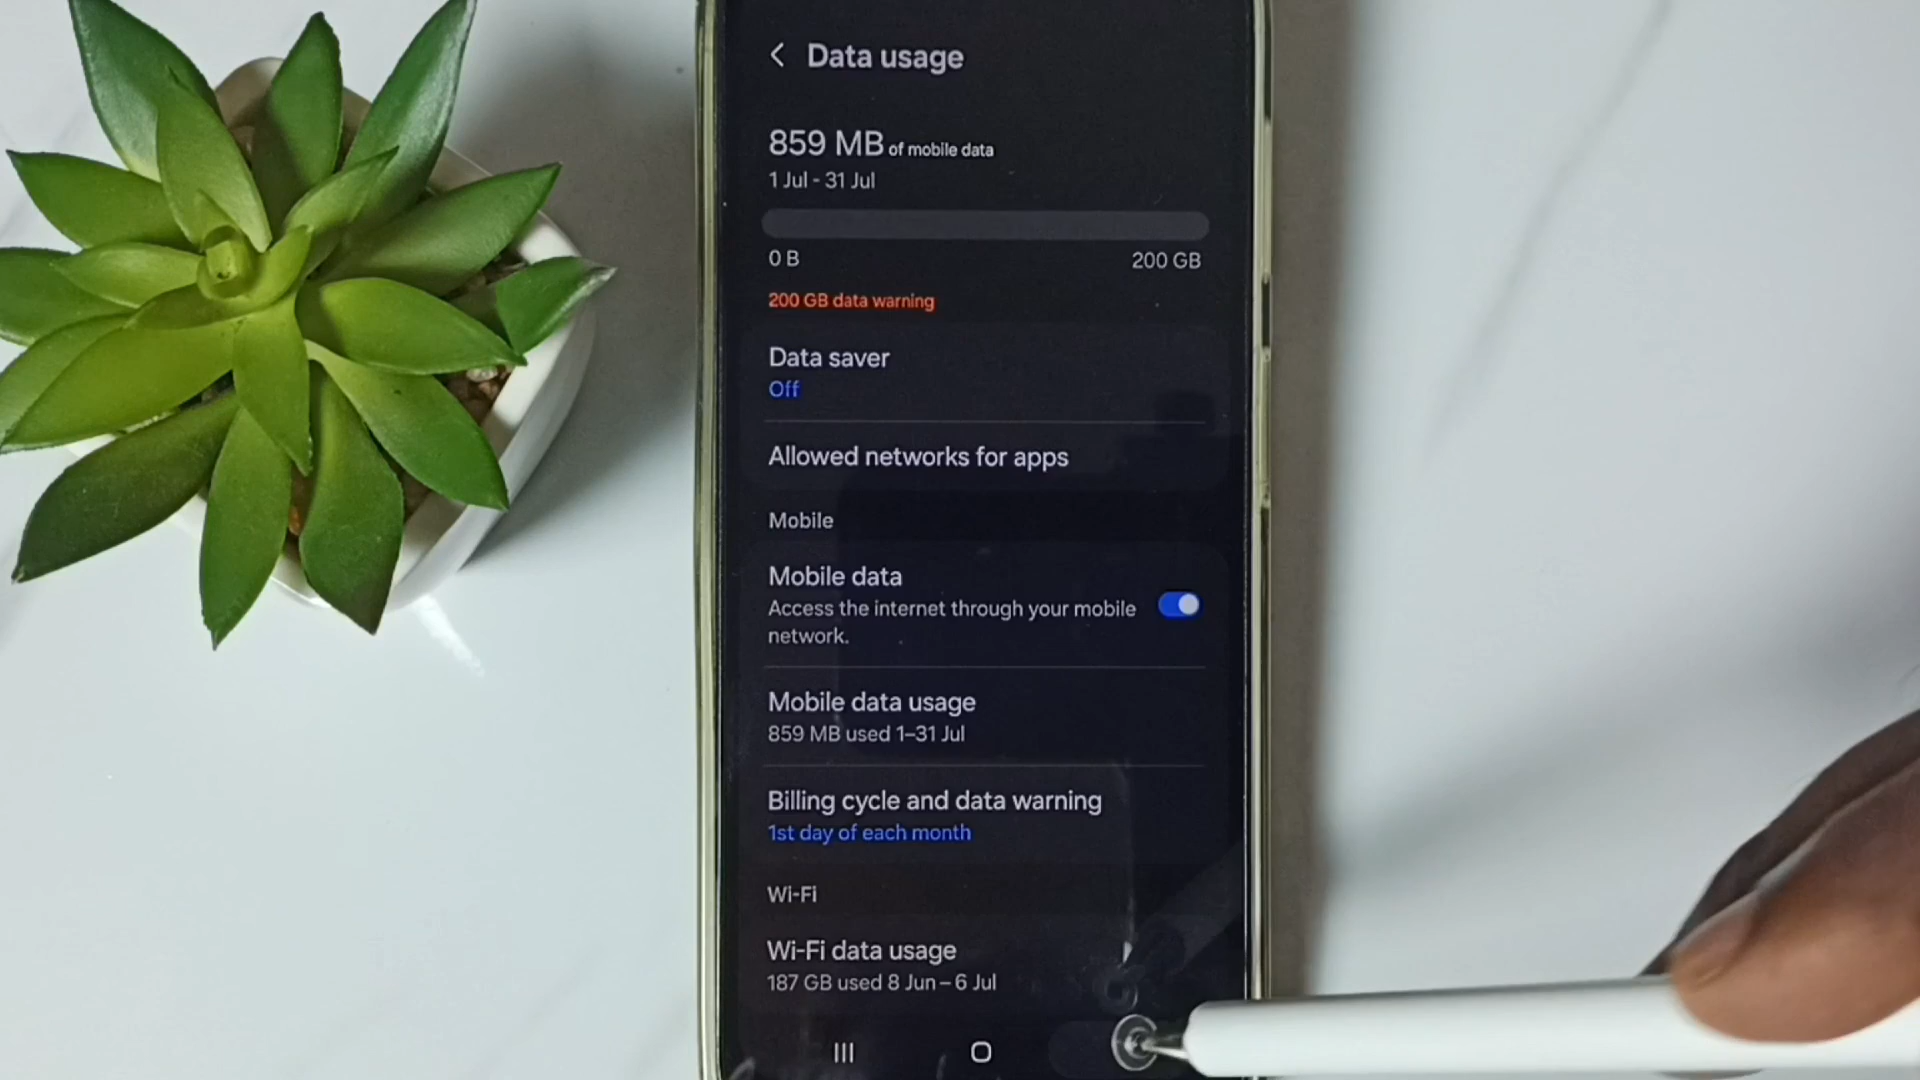 Data usage
859 MB of mobile data
1 Jul - 31 Jul
0 B 200 GB
200 GB data warning
Data saver
Off
Allowed networks for apps
Mobile
Mobile data
Access the internet through your mobile
network.
Mobile data usage
859 MB used 1–31 Jul
Billing cycle and data warning
1st day of each month
Wi-Fi
Wi-Fi data usage
187 GB used 8 Jun – 6 Jul